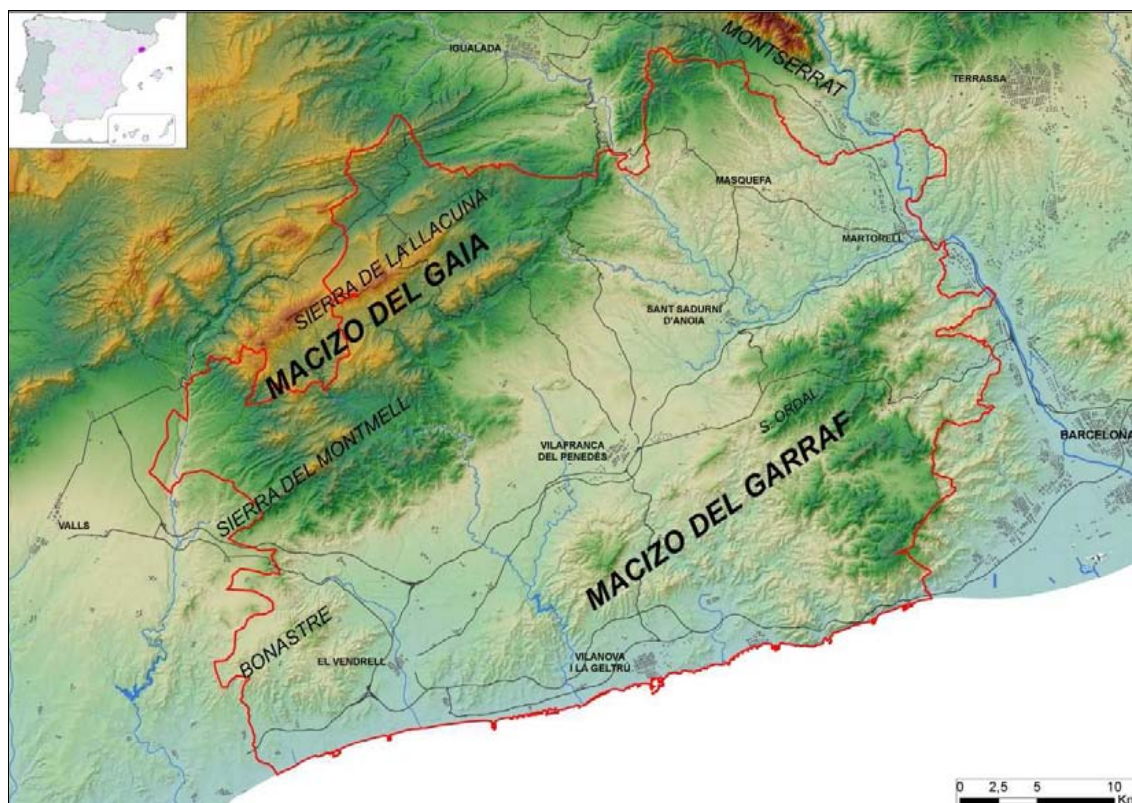 IGUALADA
MONTSERRAT
TERRASSA
MASQUEFA
MARTORELL
SIERRA DE LA LLACUNA
MACIZO DEL GAIA
SANT SADURNÍ
D'ANOIA
S. ORDAL
BARCELONA
VILAFRANCA
DEL PENEDÈS
SIERRA DEL MONTMELL
MACIZO DEL GARRAF
VALLS
BONASTRE
EL VENDRELL
VILANOVA
I LA GELTRÚ
0 2,5 5 10